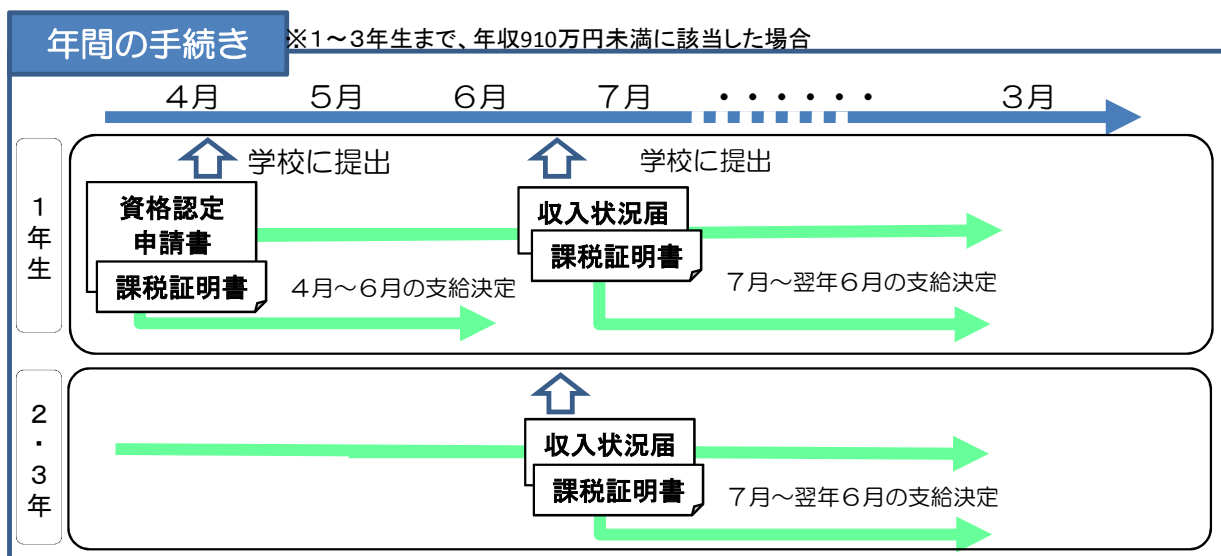 年間の手続き
※1～3年生まで、年収910万円未満に該当した場合
4月 5月 6月 7月 ・・・・・・ 3月
1年生
学校に提出
学校に提出
資格認定
申請書
課税証明書
4月～6月の支給決定
収入状況届
課税証明書
7月～翌年6月の支給決定
2・3年
収入状況届
課税証明書
7月～翌年6月の支給決定